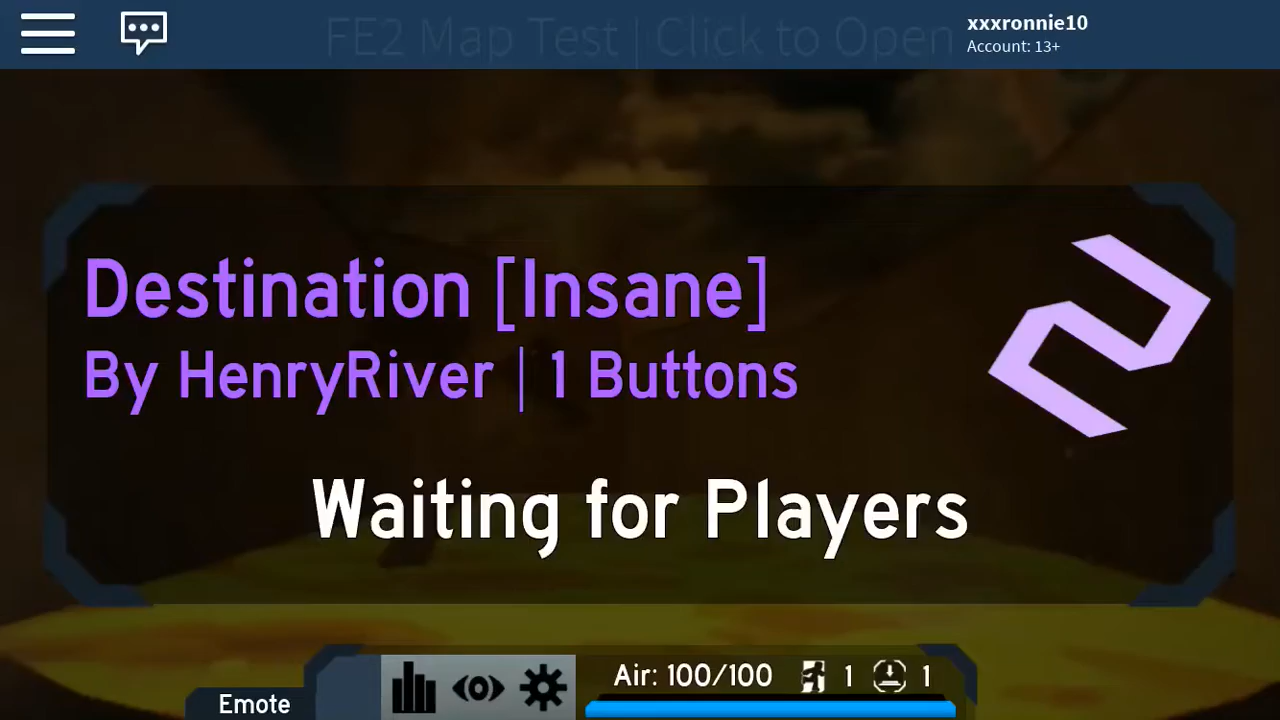 FE2 Map Test | Click to Open
xxxronnie10
Account: 13+
Destination [Insane]
By HenryRiver | 1 Buttons
Waiting for Players
Air: 100/100 1 1
Emote